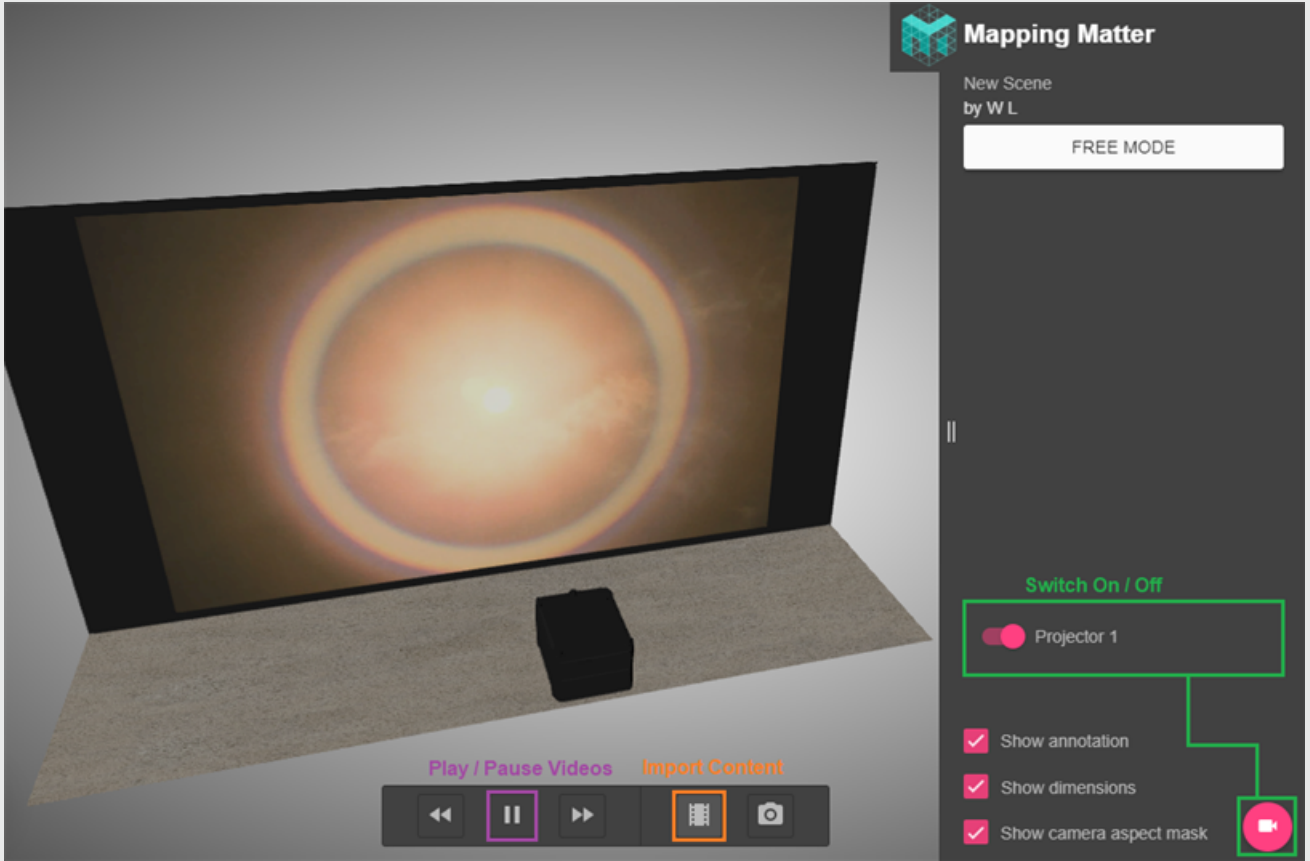 Mapping Matter
New Scene
by W L
FREE MODE
Switch On / Off
Projector 1
Show annotation
Show dimensions
Show camera aspect mask
Play / Pause Videos
Import Content